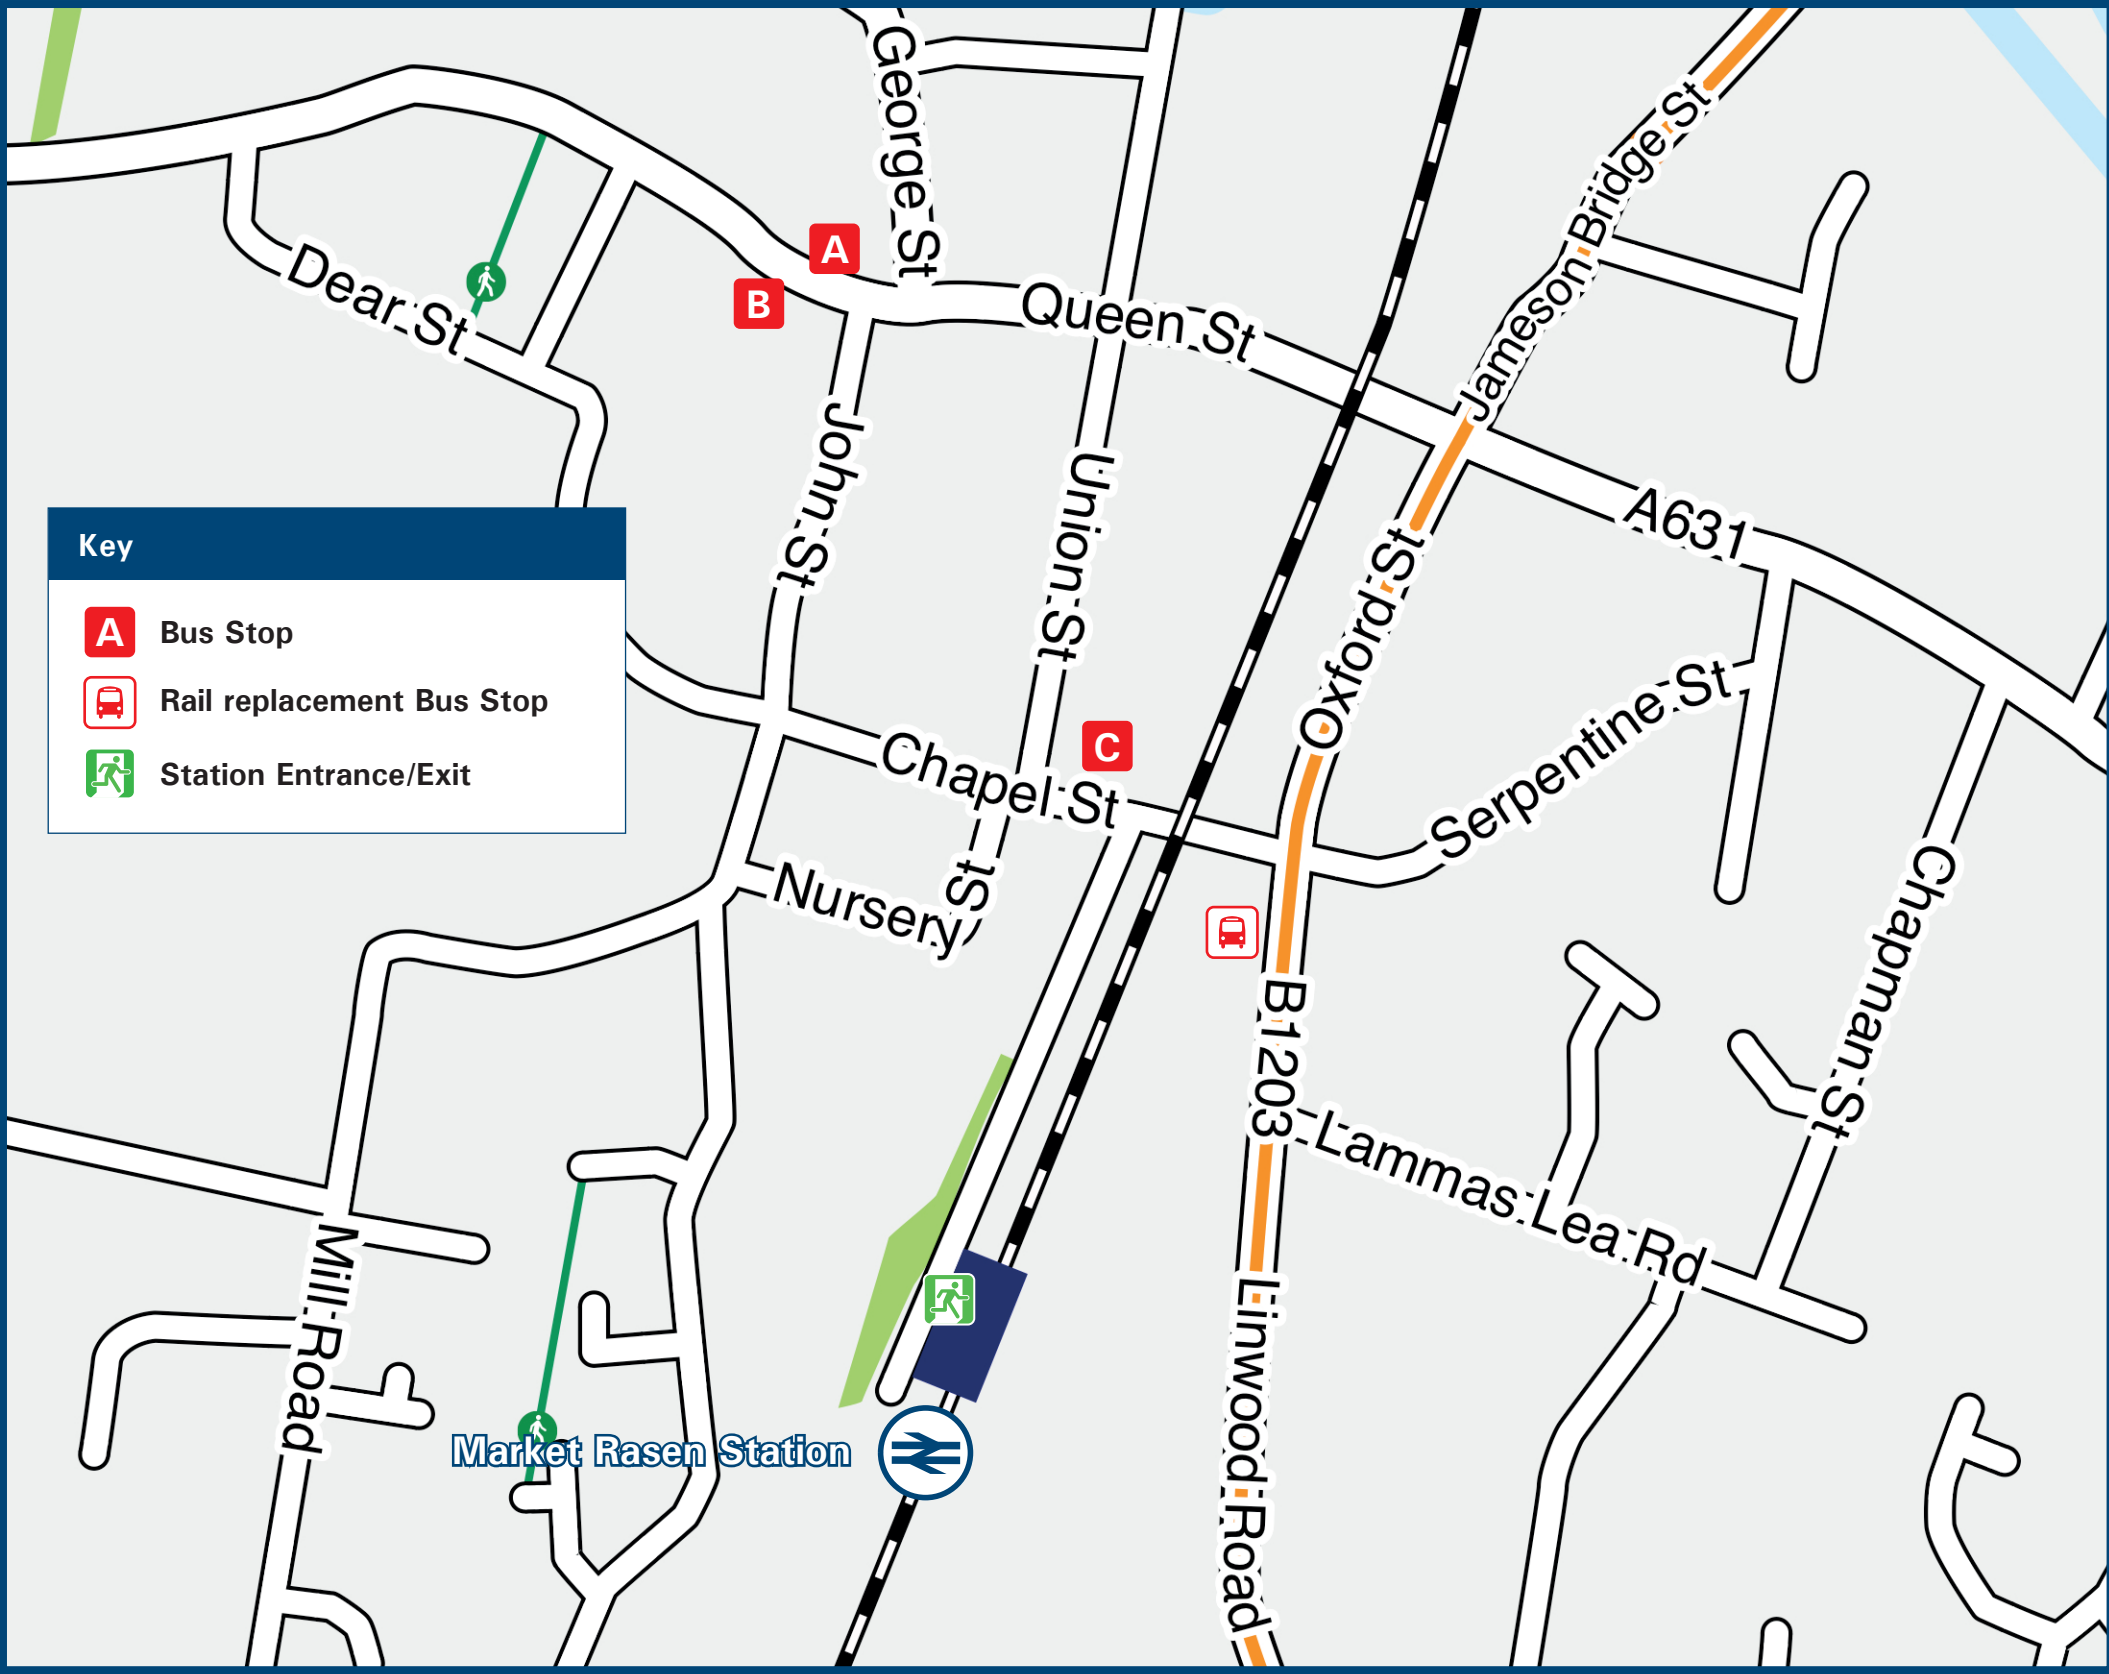 George St
Jameson Bridge St
A
B
Dear St
Queen St
John St
Union St
A631
Oxford St
Key
A Bus Stop
Rail replacement Bus Stop
Station Entrance/Exit
C
Chapel St
Serpentine St
Nursery St
Chapman St
B1203
Lammas Lea Rd
Mill Road
Linwood Road
Market Rasen Station